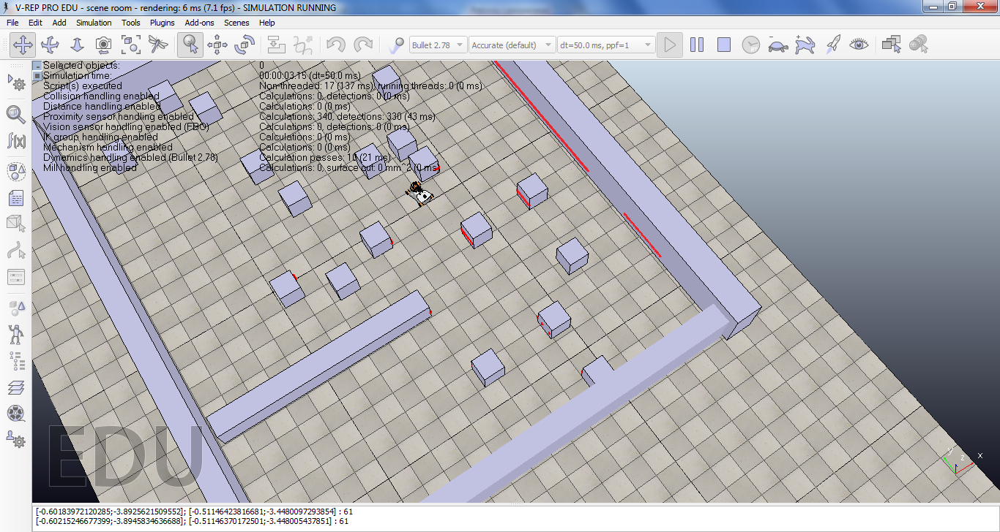 V-REP PRO EDU - scene room - rendering: 6 ms (7.1 fps) - SIMULATION RUNNING
File Edit Add Simulation Tools Plugins Add-ons Scenes Help
Bullet 2.78 Accurate (default) dt=50.0 ms, ppf=1
RT
f(x)
Selected objects: 0
Simulation time: 00:00:03.15 (dt=50.0 ms)
Script(s) executed Non-threaded: 17 (137 ms), running threads: 0 (0 ms)
Collision handling enabled Calculations: 0, detections: 0 (0 ms)
Distance handling enabled Calculations: 0 (0 ms)
Proximity sensor handling enabled Calculations: 340, detections: 330 (43 ms)
Vision sensor handling enabled (FBO) Calculations: 0, detections: 0 (0 ms)
IK group handling enabled Calculations: 0 (0 ms)
Mechanism handling enabled Calculations: 0 (0 ms)
Dynamics handling enabled (Bullet 2.78) Calculation passes: 10 (21 ms)
Mill handling enabled Calculations: 0, surface cut: 0 mm^2 (0 ms)
EDU
y z x
[-0.60183972120285;-3.8925621509552]; [-0.51146423816681;-3.4480097293854] : 61
[-0.60215246677399;-3.8945834636688]; [-0.51146370172501;-3.448005437851] : 61